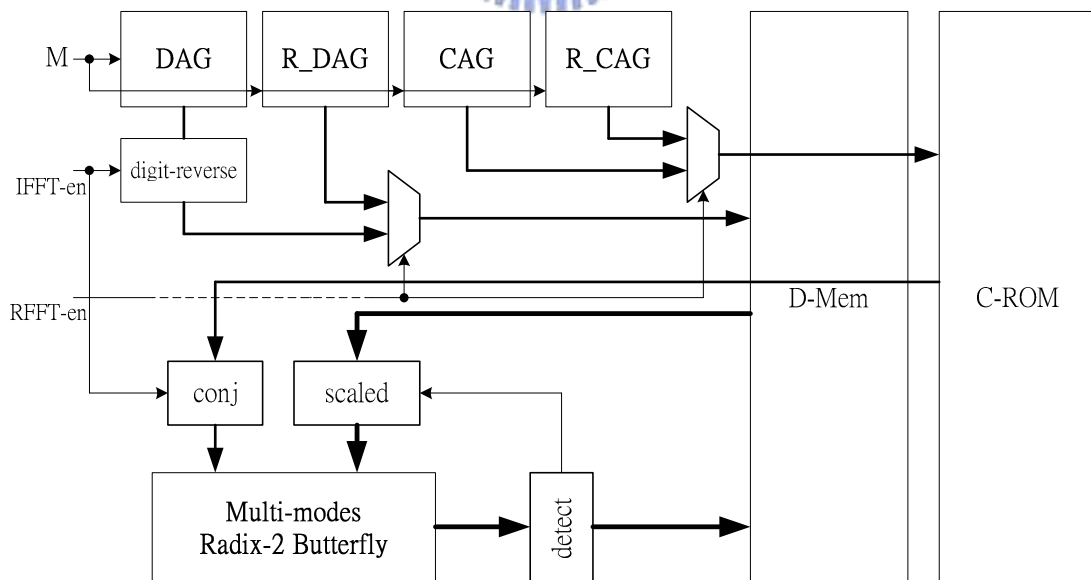 M
DAG
R_DAG
CAG
R_CAG
digit-reverse
IFFT-en
RFFT-en
D-Mem
C-ROM
conj
scaled
Multi-modes
Radix-2 Butterfly
detect